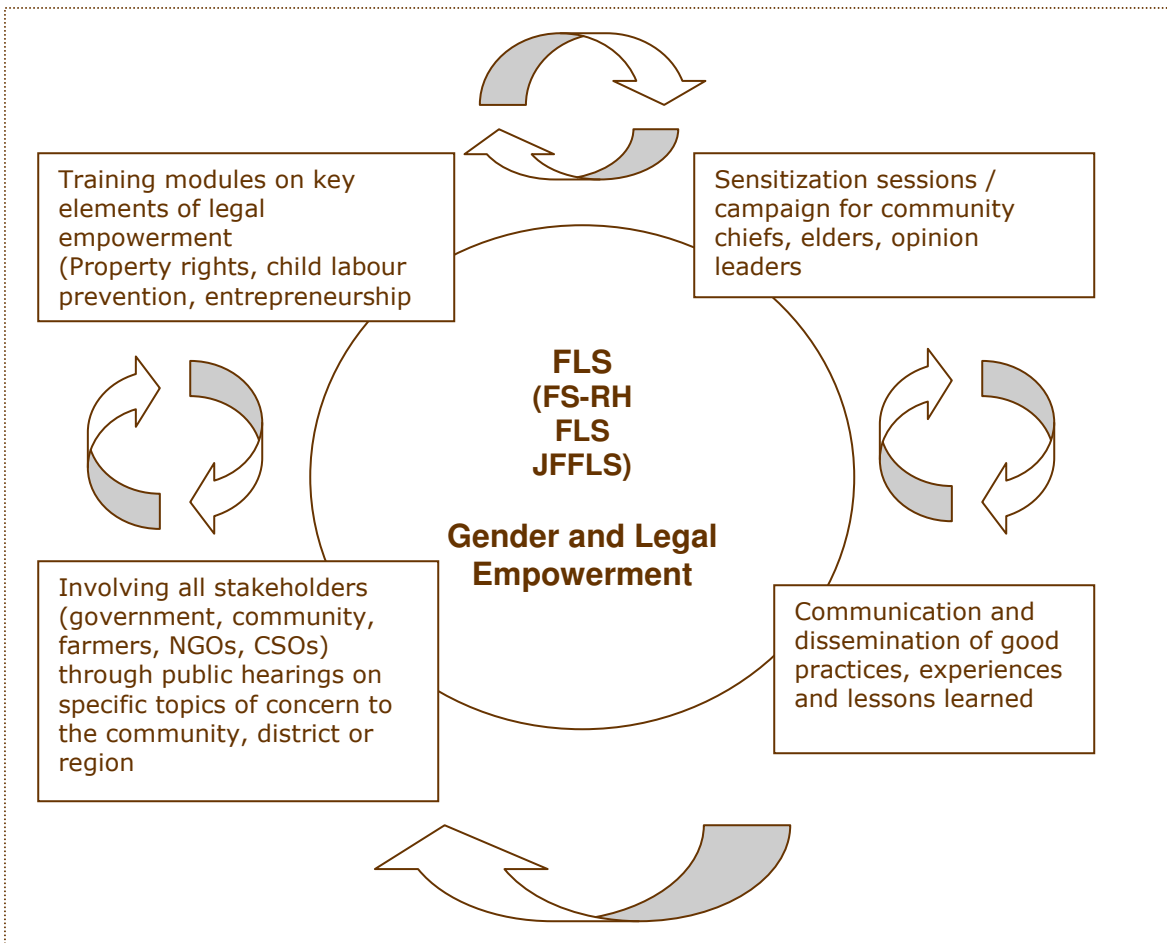 Training modules on key
elements of legal
empowerment
(Property rights, child labour
prevention, entrepreneurship
Sensitization sessions /
campaign for community
chiefs, elders, opinion
leaders
FLS
(FS-RH
FLS
JFFLS)
Gender and Legal
Empowerment
Involving all stakeholders
(government, community,
farmers, NGOs, CSOs)
through public hearings on
specific topics of concern to
the community, district or
region
Communication and
dissemination of good
practices, experiences
and lessons learned